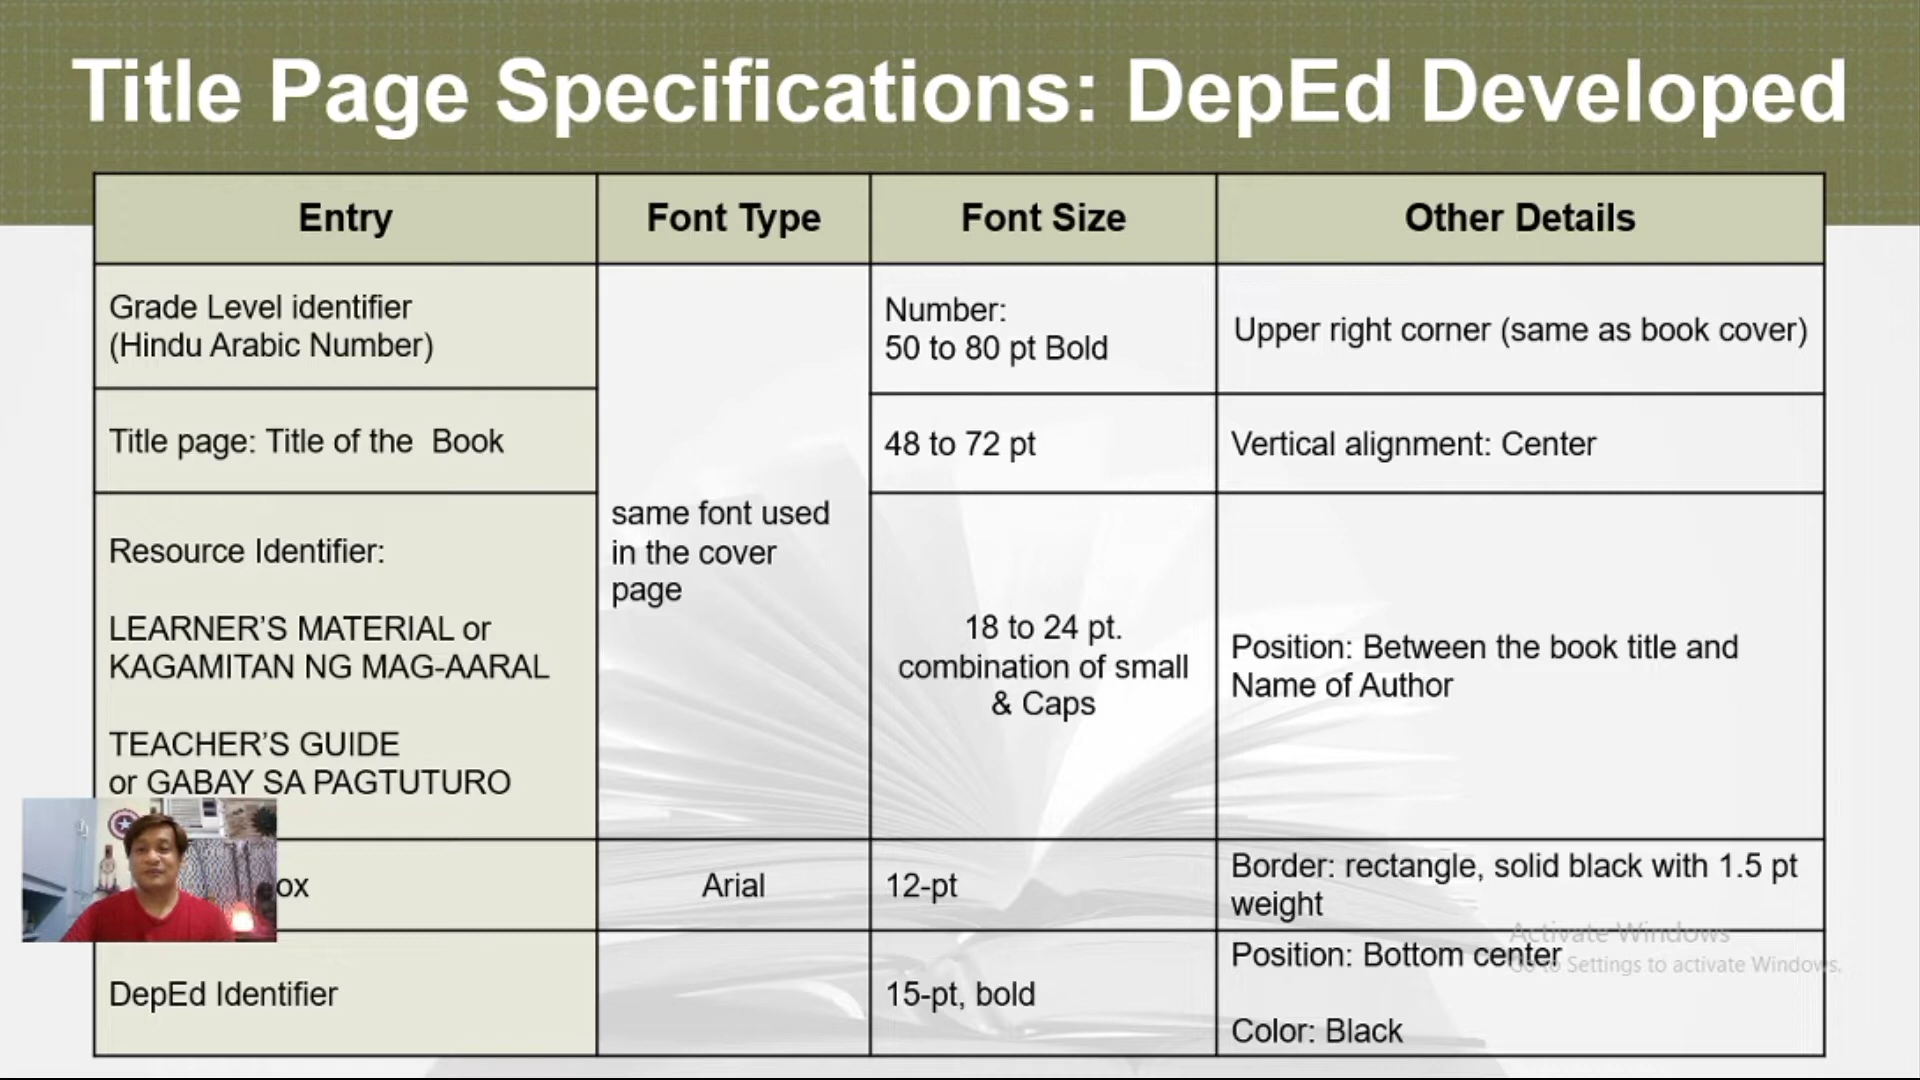 Title Page Specifications: DepEd Developed
Entry
Font Type
Font Size
Other Details
Grade Level identifier
(Hindu Arabic Number)
same font used
in the cover
page
Number:
50 to 80 pt Bold
Upper right corner (same as book cover)
Title page: Title of the Book
48 to 72 pt
Vertical alignment: Center
Resource Identifier:
LEARNER’S MATERIAL or
KAGAMITAN NG MAG-AARAL
TEACHER’S GUIDE
or GABAY SA PAGTUTURO
18 to 24 pt.
combination of small
& Caps
Position: Between the book title and
Name of Author
Arial
12-pt
Border: rectangle, solid black with 1.5 pt
weight
DepEd Identifier
15-pt, bold
Position: Bottom center
Color: Black
Activate Windows
Go to Settings to activate Windows.